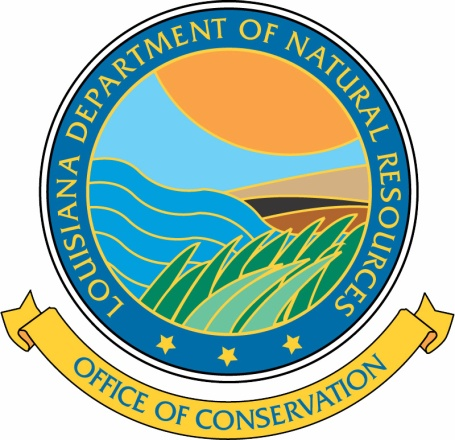 LOUISIANA DEPARTMENT OF NATURAL RESOURCES
OFFICE OF CONSERVATION